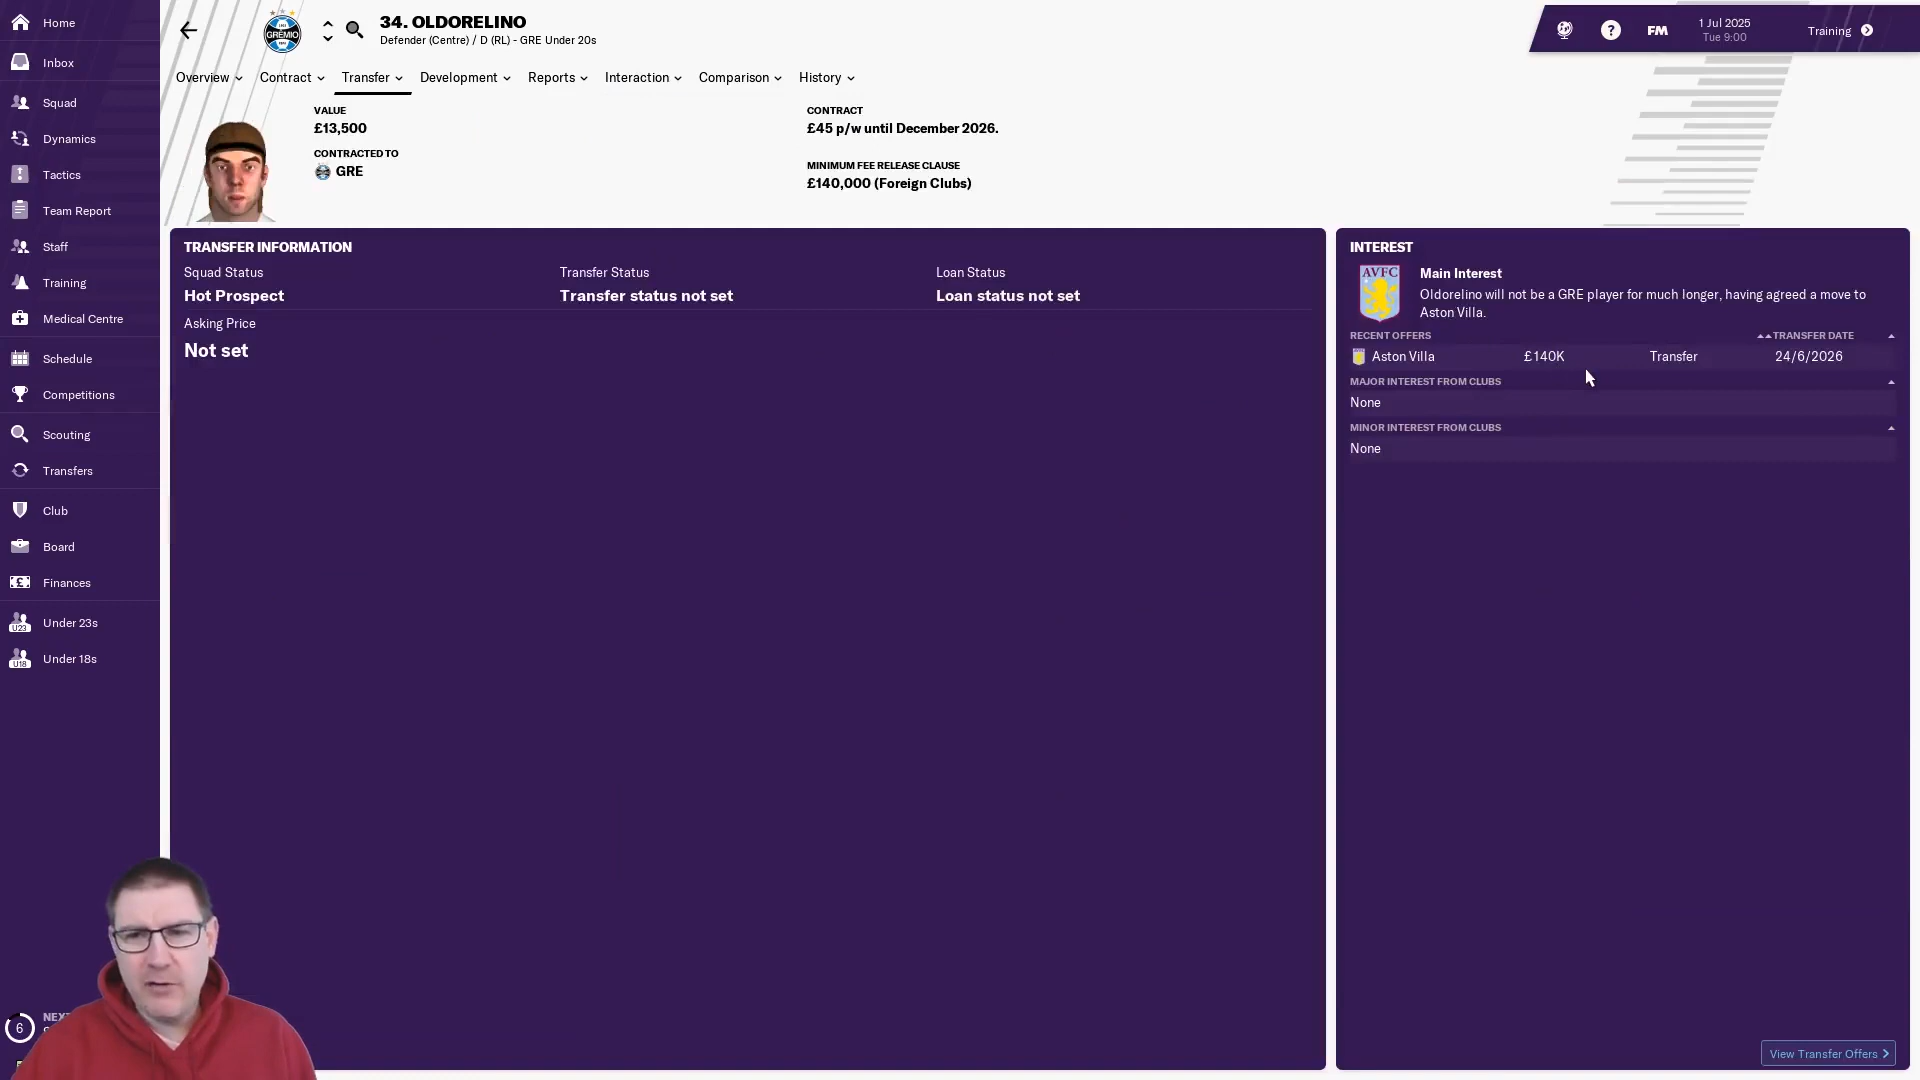 Home
Inbox
Squad
Dynamics
Tactics
Team Report
Staff
Training
Medical Centre
Schedule
Competitions
Scouting
Transfers
Club
Board
Finances
U23 Under 23s
U18 Under 18s
6
GRÊMIO
34. OLDORELINO
Defender (Centre) / D (RL) - GRE Under 20s
? FM 1 Jul 2025 Training
Tue 9:00
Overview Contract Transfer Development Reports Interaction Comparison History
VALUE
£13,500
CONTRACTED TO
GRE
CONTRACT
£45 p/w until December 2026.
MINIMUM FEE RELEASE CLAUSE
£140,000 (Foreign Clubs)
TRANSFER INFORMATION
Squad Status Transfer Status Loan Status
Hot Prospect Transfer status not set Loan status not set
Asking Price
Not set
INTEREST
AVFC
Main Interest
Oldorelino will not be a GRE player for much longer, having agreed a move to
Aston Villa.
RECENT OFFERS TRANSFER DATE
Aston Villa £140K Transfer 24/6/2026
MAJOR INTEREST FROM CLUBS
None
MINOR INTEREST FROM CLUBS
None
View Transfer Offers